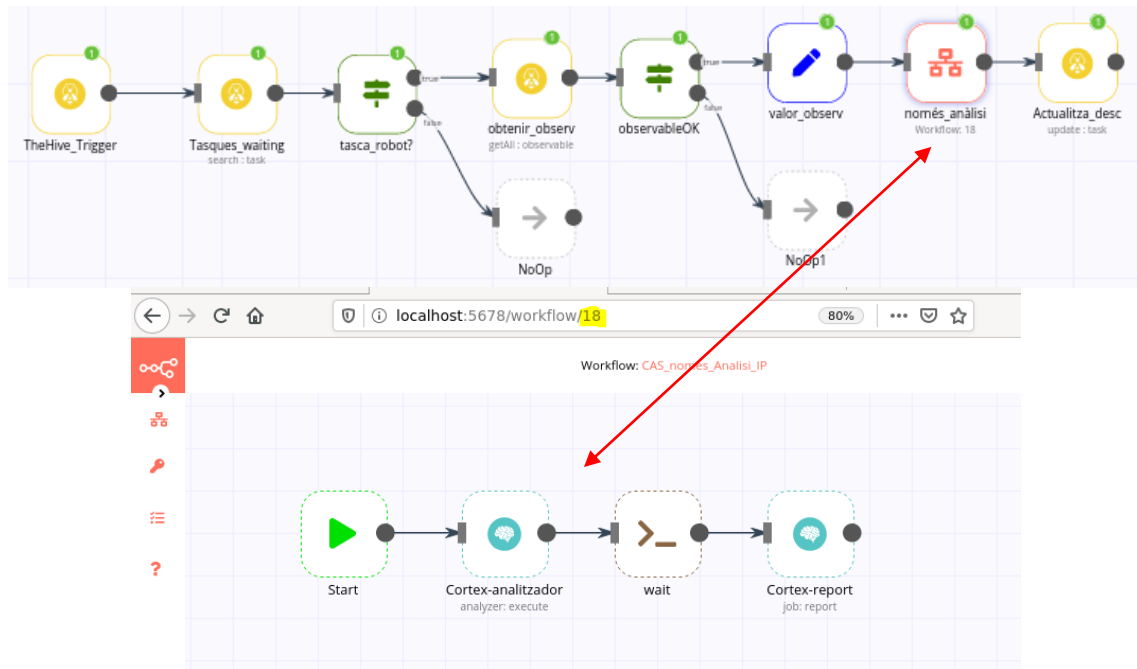 1
1
1
1
1
1
1
1
true
false
true
false
TheHive_Trigger
Tasques_waiting
search : task
tasca_robot?
obtenir_observ
getAll : observable
observableOK
valor_observ
només_anàlisi
Workflow: 18
Actualitza_desc
update : task
NoOp
NoOp1
localhost:5678/workflow/18
80%
Workflow: CAS_només_Analisi_IP
Start
Cortex-analitzador
analyzer: execute
wait
Cortex-report
job: report